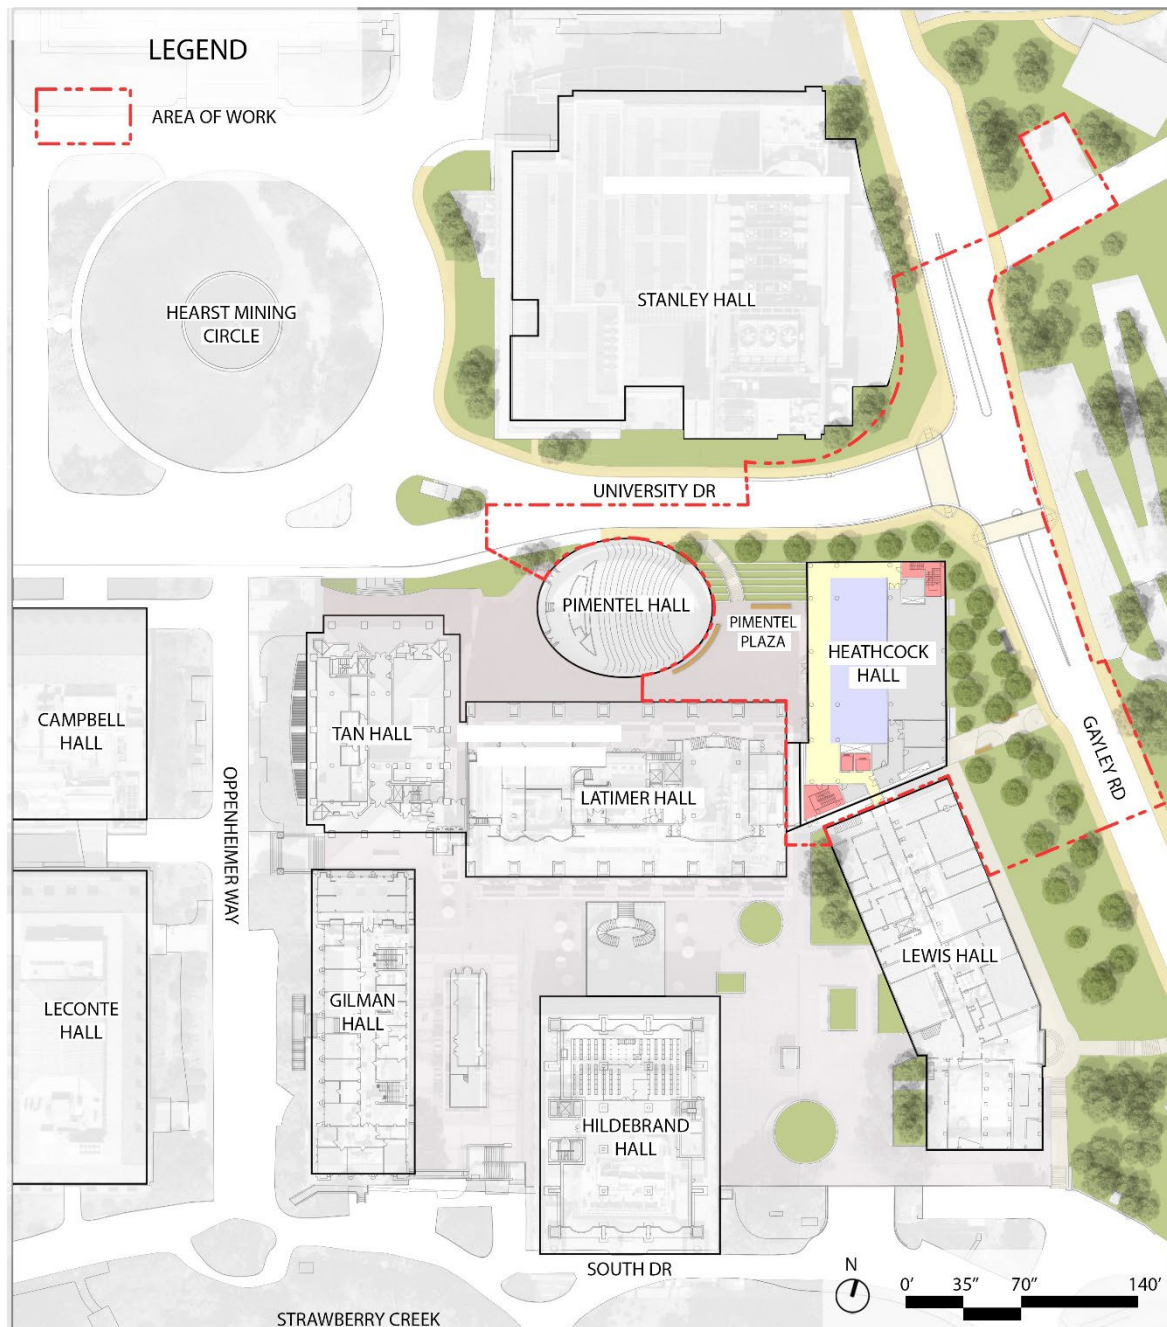 LEGEND
AREA OF WORK
HEARST MINING
CIRCLE
STANLEY HALL
UNIVERSITY DR
PIMENTEL HALL
PIMENTEL
PLAZA
HEATHCOCK
HALL
CAMPBELL
HALL
TAN HALL
LATIMER HALL
OPPENHEIMER WAY
GAYLEY RD
LECONTE
HALL
GILMAN
HALL
LEWIS HALL
HILDEBRAND
HALL
SOUTH DR
STRAWBERRY CREEK
N
0' 35" 70" 140'